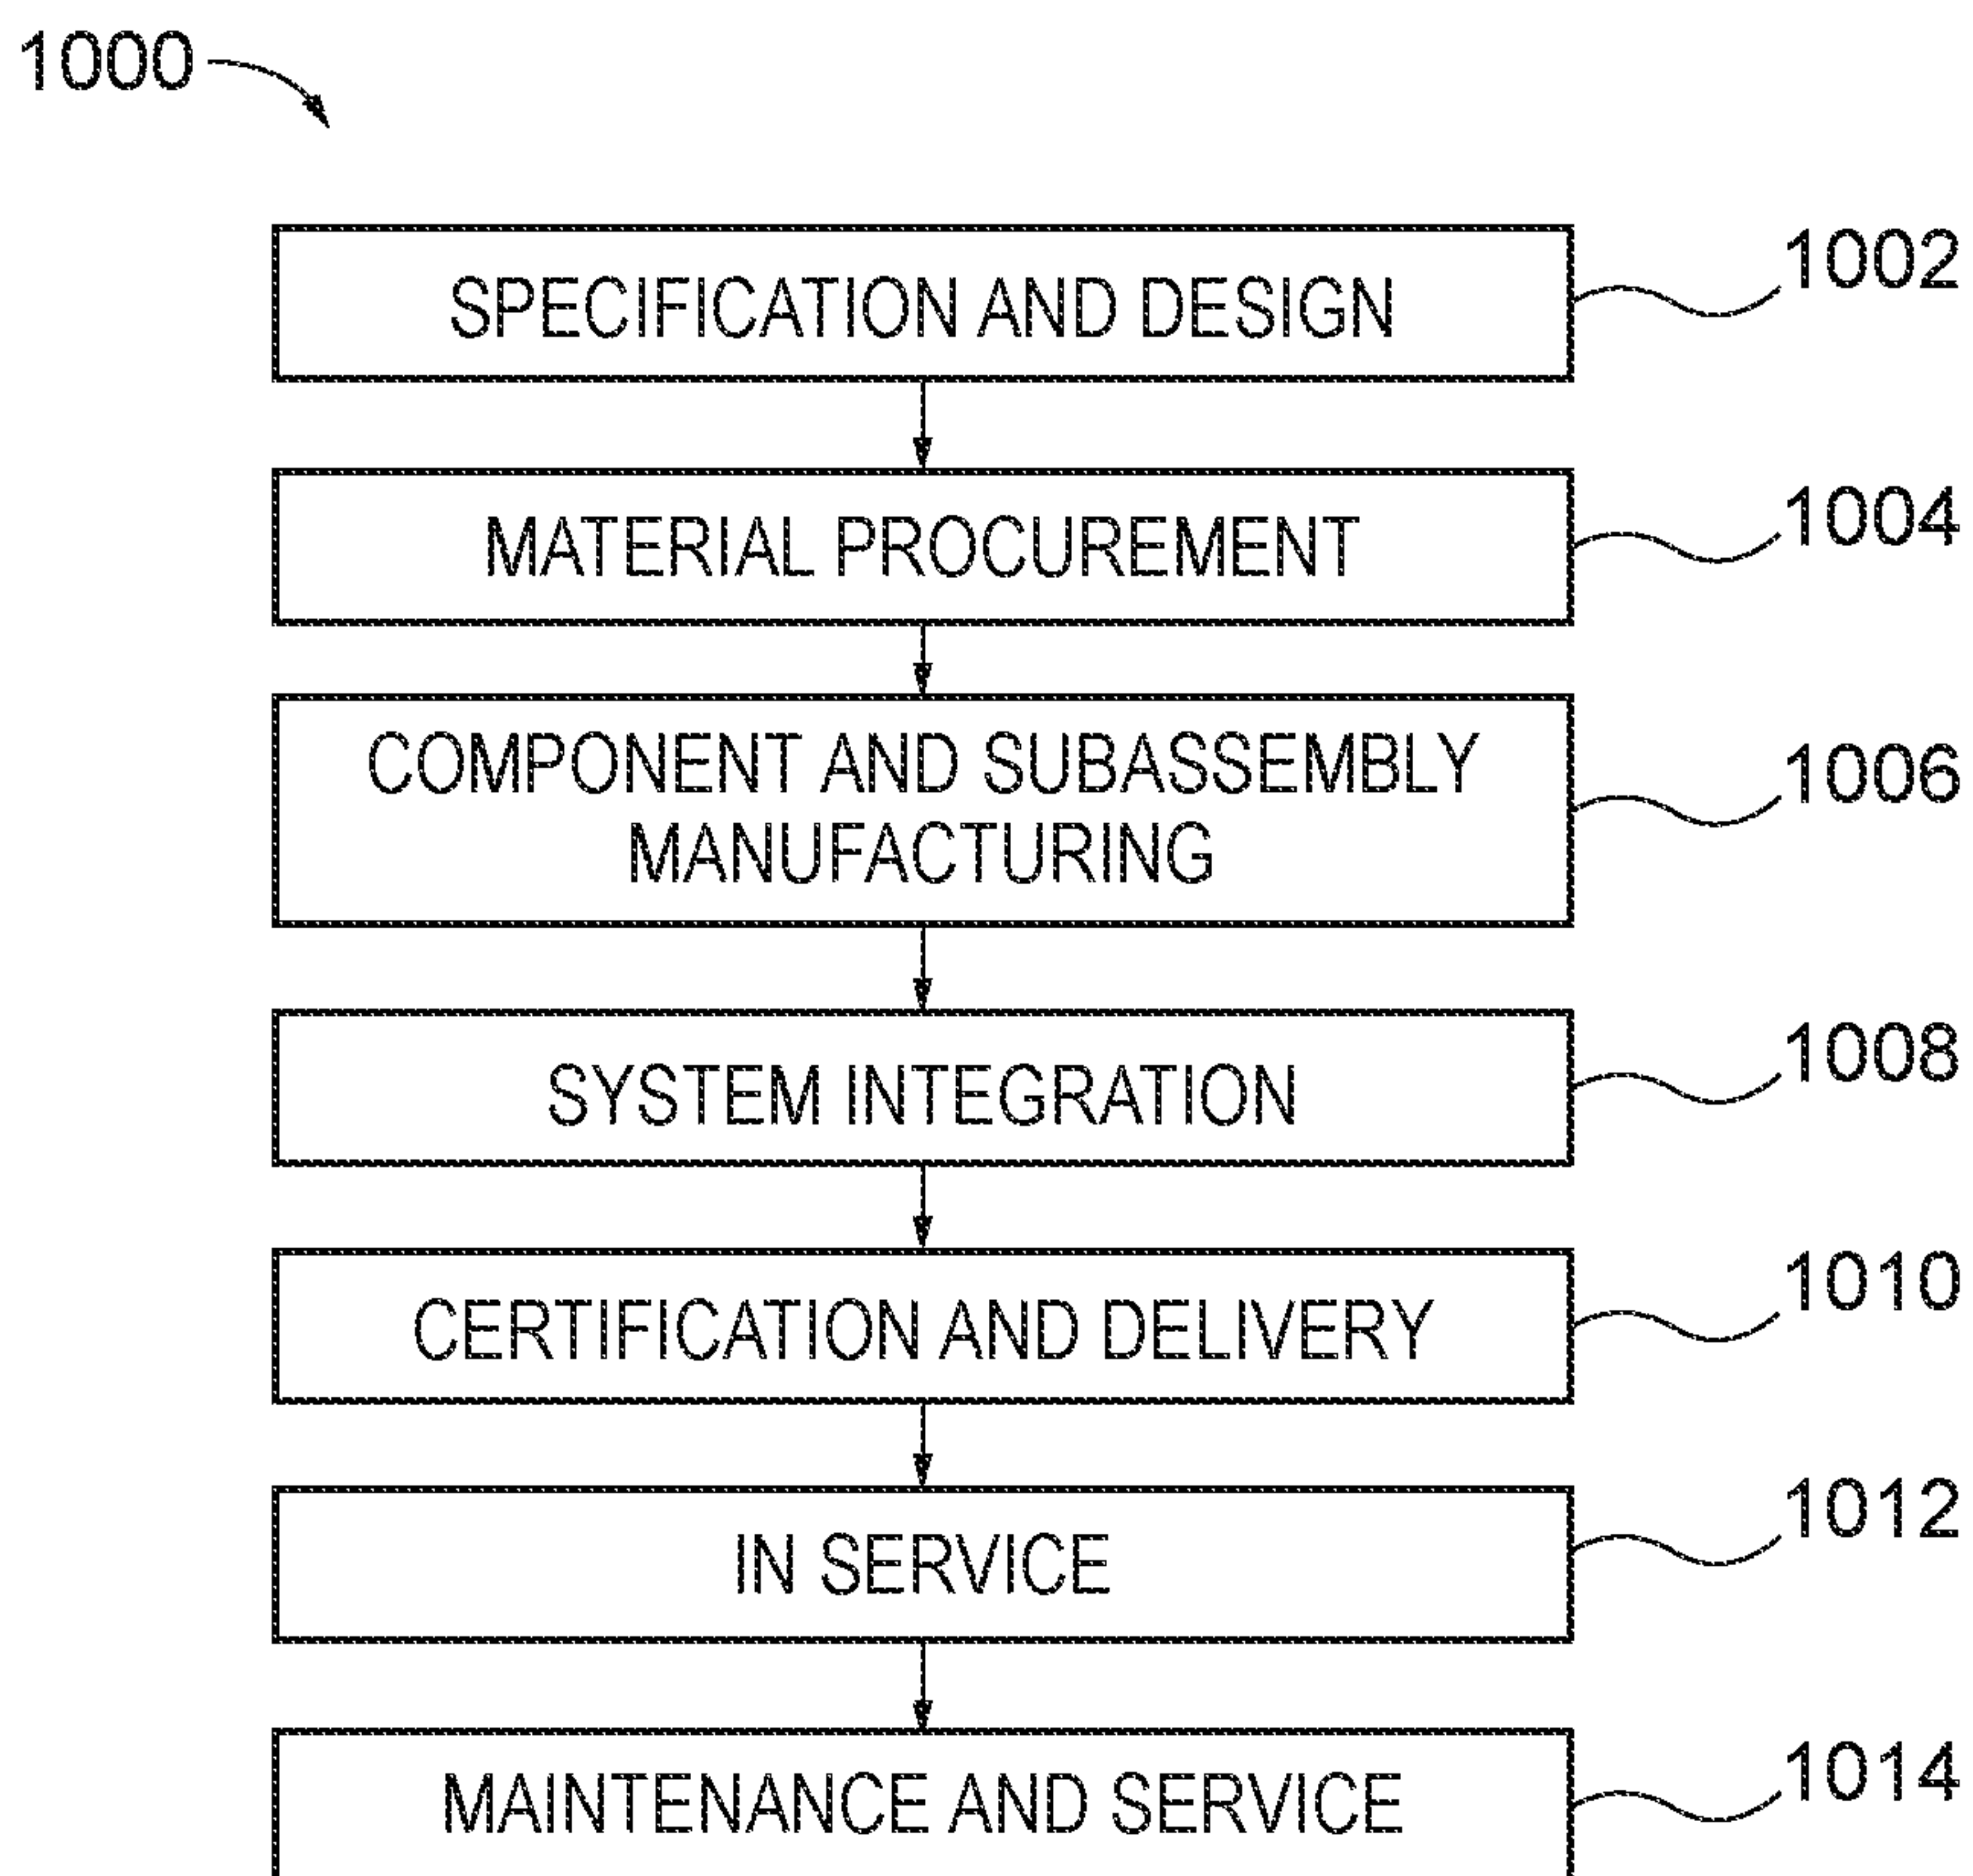 1000
SPECIFICATION AND DESIGN
1002
MATERIAL PROCUREMENT
1004
COMPONENT AND SUBASSEMBLY
MANUFACTURING
1006
SYSTEM INTEGRATION
1008
CERTIFICATION AND DELIVERY
1010
IN SERVICE
1012
MAINTENANCE AND SERVICE
1014